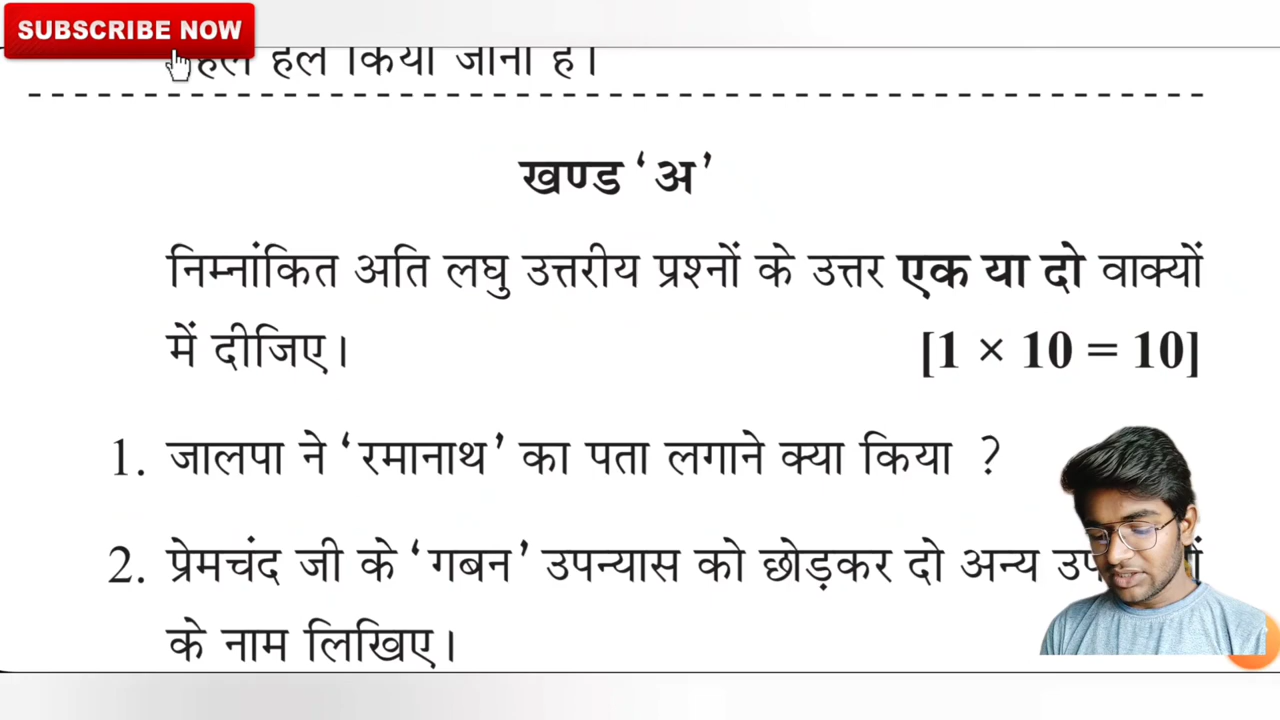 SUBSCRIBE NOW
हल किया जाना है।
खण्ड ‘अ’
निम्नांकित अति लघु उत्तरीय प्रश्नों के उत्तर एक या दो वाक्यों
में दीजिए। [1 × 10 = 10]
1. जालपा ने ‘रमानाथ’ का पता लगाने क्या किया ?
2. प्रेमचंद जी के ‘गबन’ उपन्यास को छोड़कर दो अन्य
के नाम लिखिए।